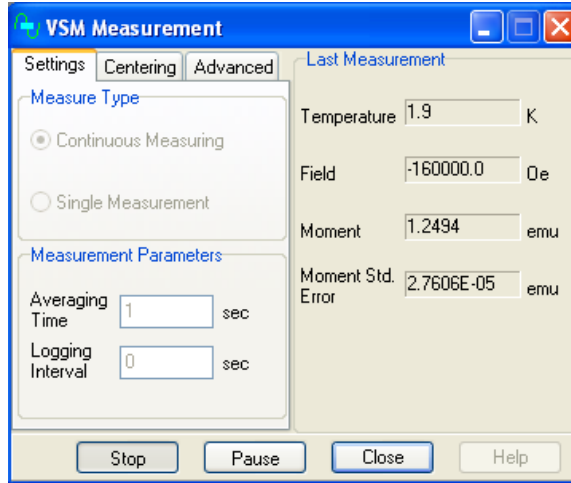 VSM Measurement
Settings Centering Advanced
Measure Type
Continuous Measuring
Single Measurement
Measurement Parameters
Averaging Time 1 sec
Logging Interval 0 sec
Last Measurement
Temperature 1.9 K
Field -160000.0 Oe
Moment 1.2494 emu
Moment Std. Error 2.7606E-05 emu
Stop Pause Close Help